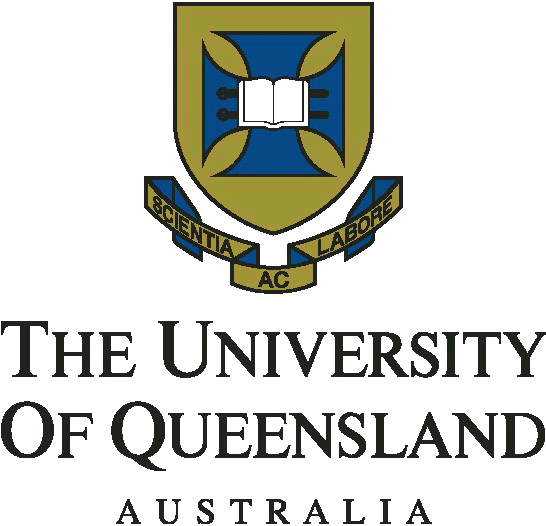 SCIENTIA AC LABORE
THE UNIVERSITY
OF QUEENSLAND
AUSTRALIA